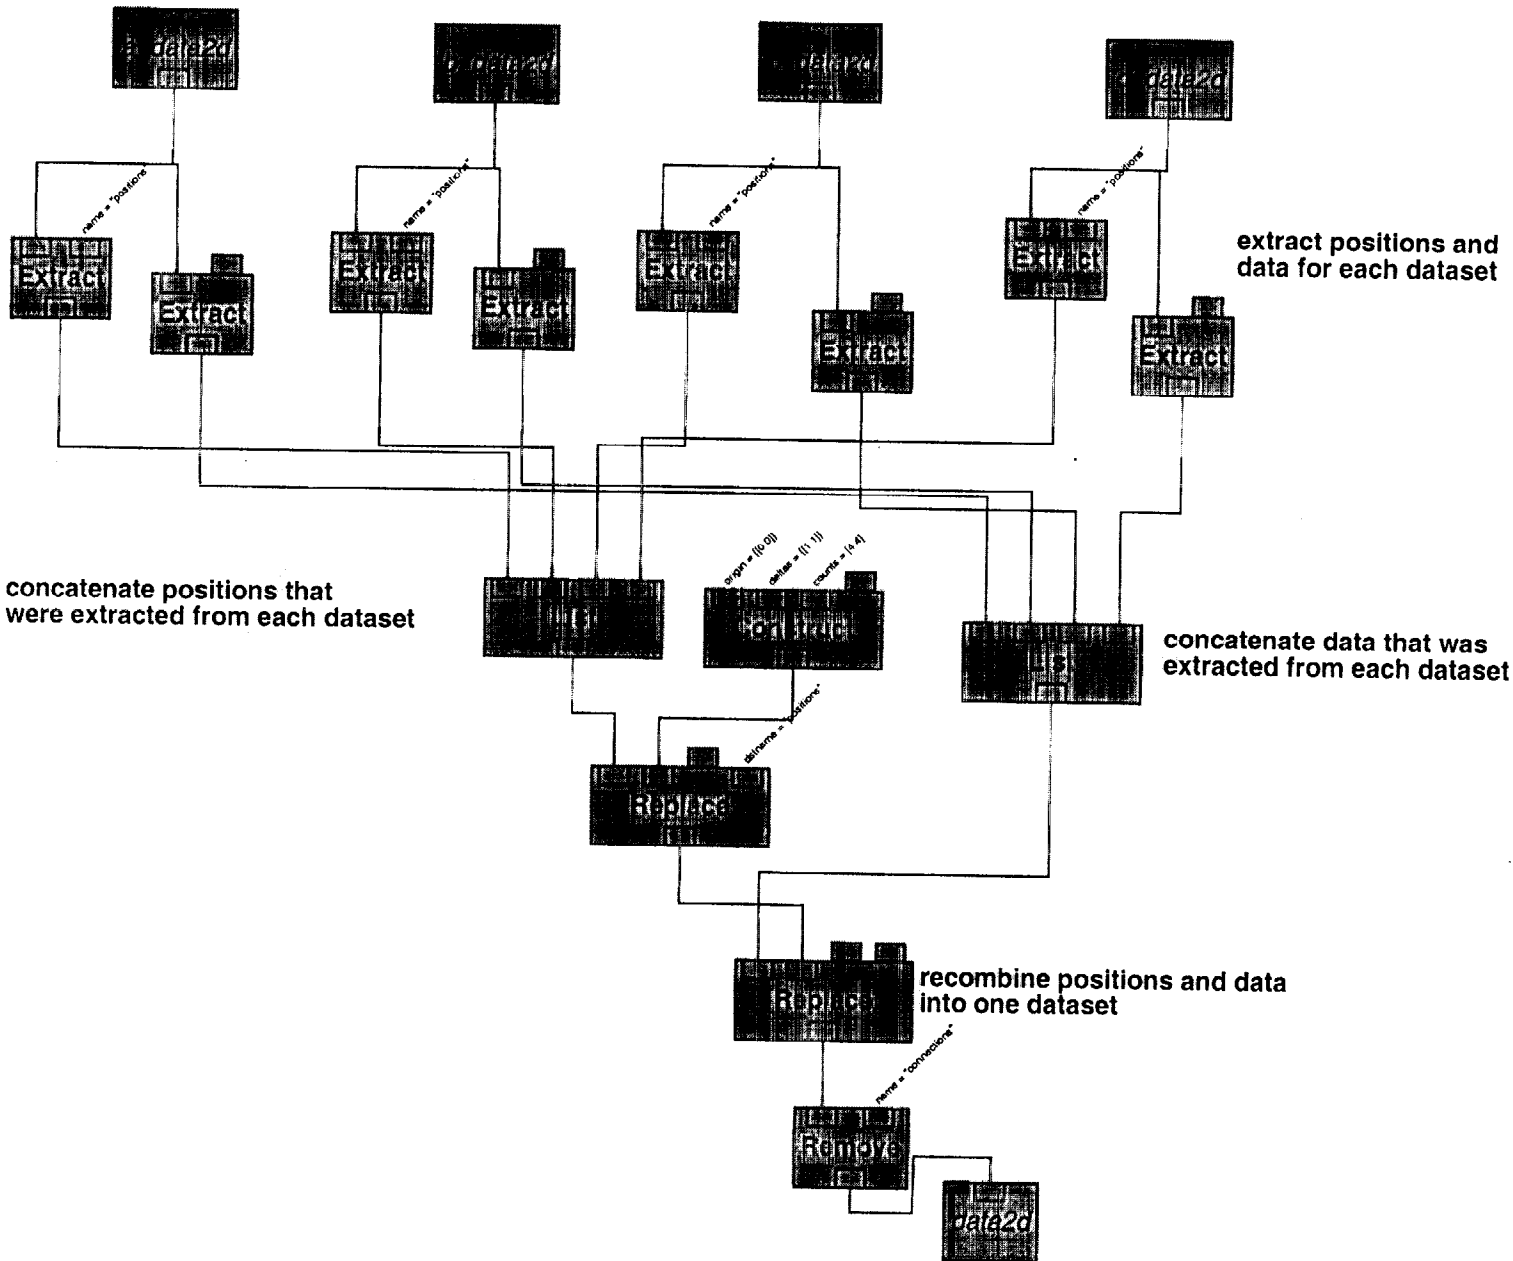 data2d
data2d
data2d
data2d
name = "positions"
name = "positions"
name = "positions"
name = "positions"
Extract
Extract
Extract
Extract
Extract
Extract
Extract
Extract
extract positions and
data for each dataset
concatenate positions that
were extracted from each dataset
origin = {[0 0]}
deltas = {[1 1]}
counts = [4 4]
concatenate data that was
extracted from each dataset
dstname = "positions"
Replace
Replace
recombine positions and data
into one dataset
name = "connections"
Remove
data2d